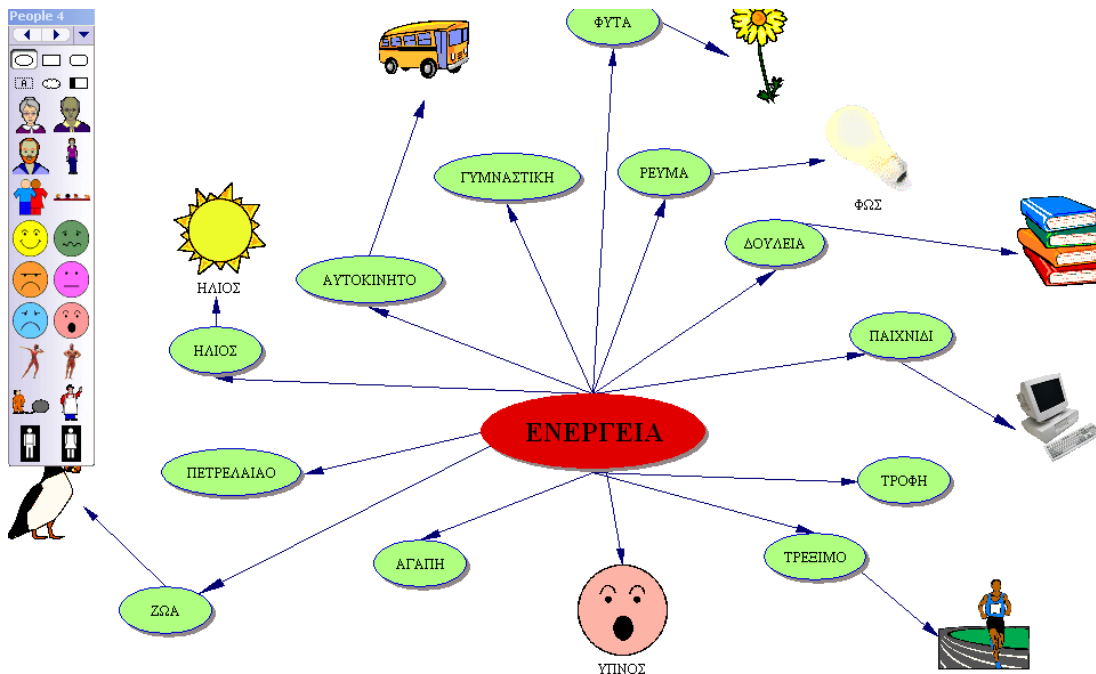 People 4
A
ΦΥΤΑ
ΓΥΜΝΑΣΤΙΚΗ
ΡΕΥΜΑ
ΦΩΣ
ΔΟΥΛΕΙΑ
ΑΥΤΟΚΙΝΗΤΟ
ΗΛΙΟΣ
ΗΛΙΟΣ
ΠΑΙΧΝΙΔΙ
ΕΝΕΡΓΕΙΑ
ΠΕΤΡΕΛΑΙΑΟ
ΤΡΟΦΗ
ΑΓΑΠΗ
ΤΡΕΞΙΜΟ
ΖΩΑ
ΥΠΝΟΣ